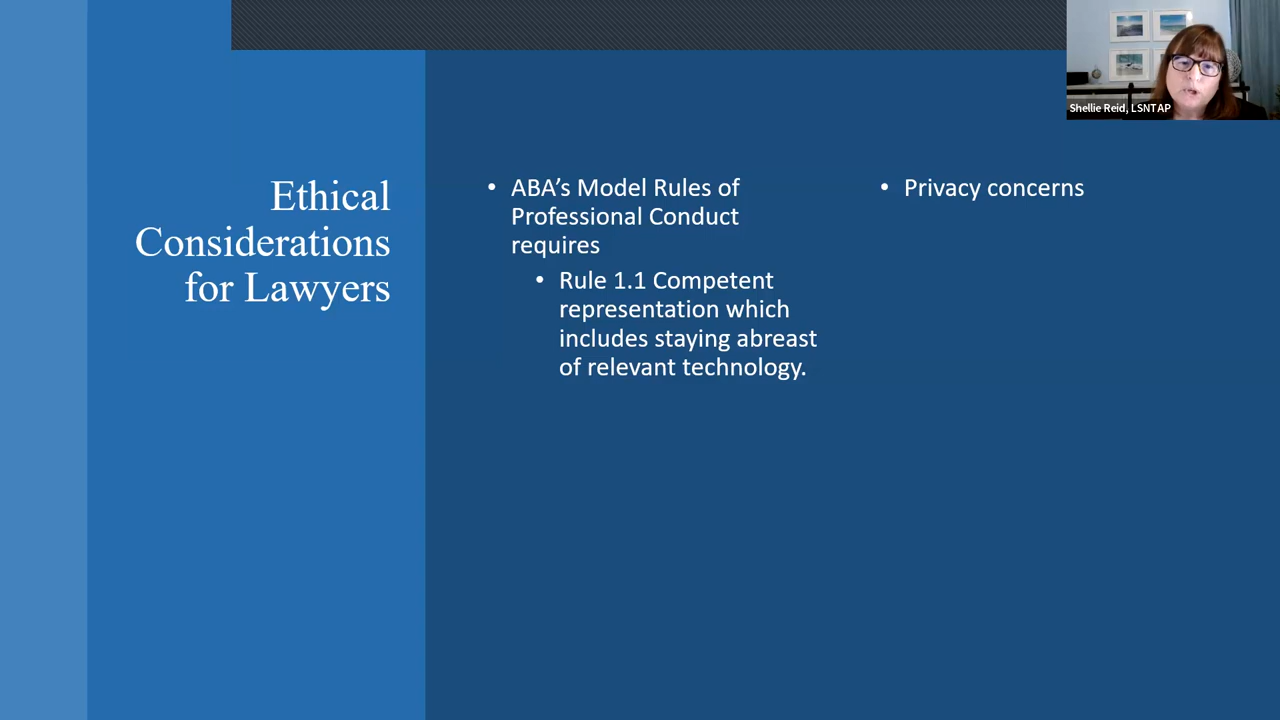 Shellie Reid, LSNTAP
Ethical
Considerations
for Lawyers
• ABA’s Model Rules of
Professional Conduct
requires
• Rule 1.1 Competent
representation which
includes staying abreast
of relevant technology.
• Privacy concerns